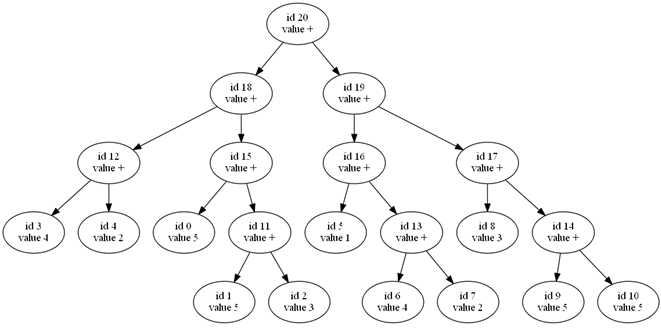 id 20
value +
id 18
value +
id 19
value +
id 12
value +
id 15
value +
id 16
value +
id 17
value +
id 3
value 4
id 4
value 2
id 0
value 5
id 11
value +
id 5
value 1
id 13
value +
id 8
value 3
id 14
value +
id 1
value 5
id 2
value 3
id 6
value 4
id 7
value 2
id 9
value 5
id 10
value 5